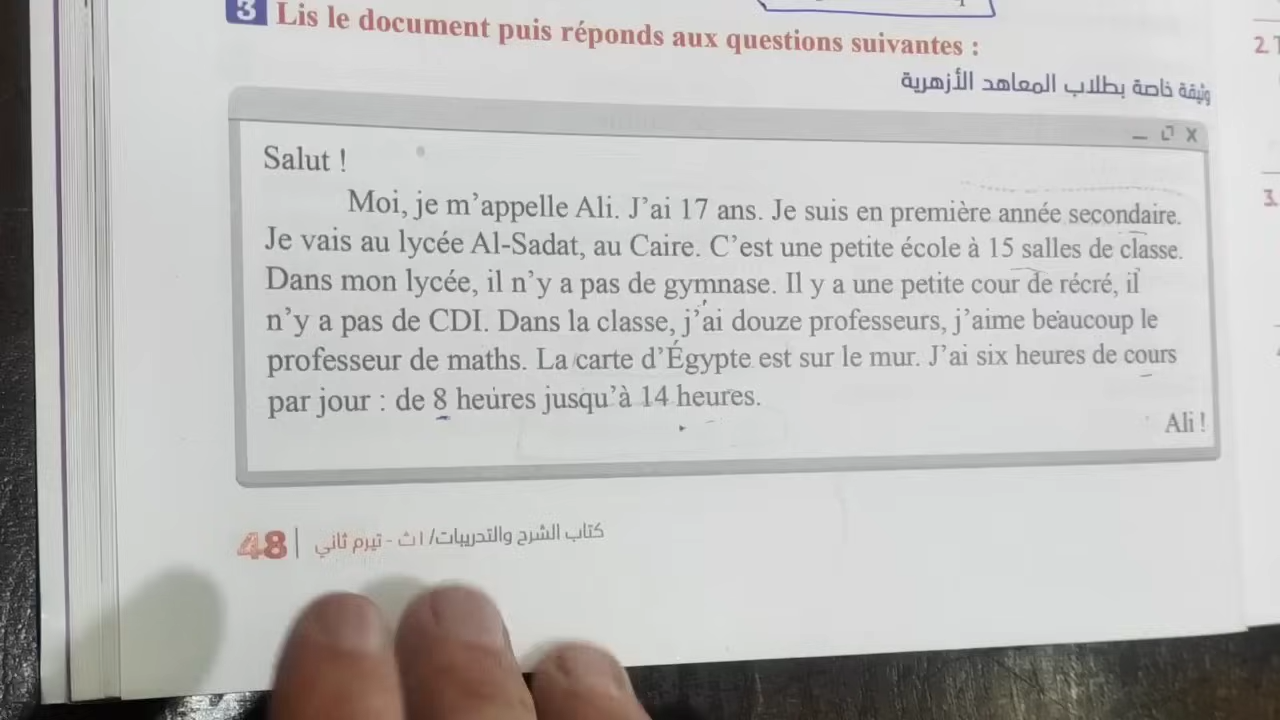 3 Lis le document puis réponds aux questions suivantes :
وثيقة خاصة بطلاب المعاهد الأزهرية
Salut !
Moi, je m'appelle Ali. J'ai 17 ans. Je suis en première année secondaire.
Je vais au lycée Al-Sadat, au Caire. C'est une petite école à 15 salles de classe.
Dans mon lycée, il n'y a pas de gymnase. Il y a une petite cour de récré, il
n'y a pas de CDI. Dans la classe, j'ai douze professeurs, j'aime beaucoup le
professeur de maths. La carte d'Égypte est sur le mur. J'ai six heures de cours
par jour : de 8 heures jusqu'à 14 heures.
Ali !
48 | كتاب الشرح والتدريبات/ ١ث - تيرم ثاني
2.
3.